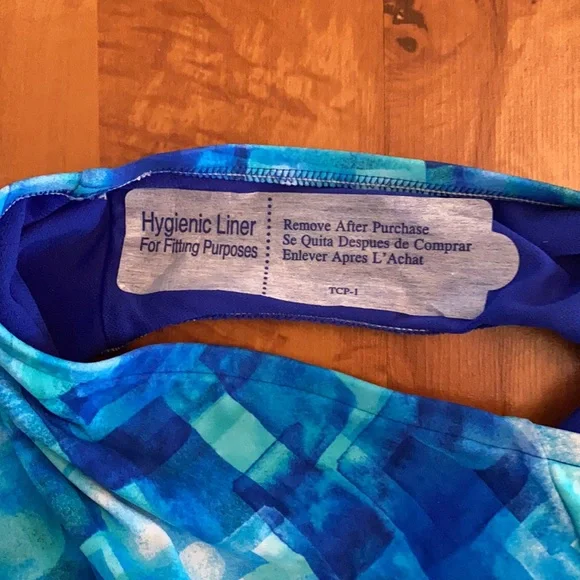 Hygienic Liner
For Fitting Purposes
Remove After Purchase
Se Quita Despues de Comprar
Enlever Apres L'Achat
TCP-1